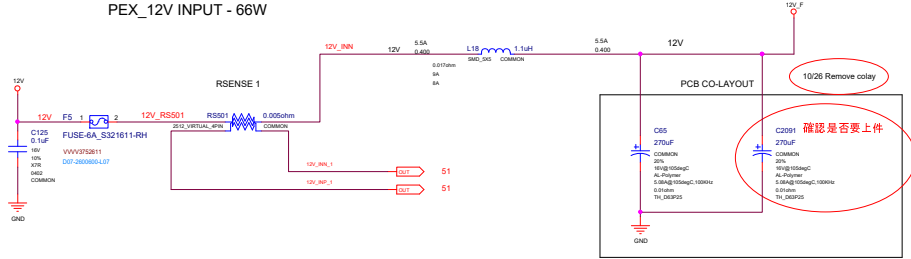 PEX_12V INPUT - 66W
12V_F
12V_INN
12V
5.5A
0.400
L18
1.1uH
SMD_5X5
COMMON
0.017ohm
9A
8A
5.5A
0.400
12V
10/26 Remove colay
PCB CO-LAYOUT
12V
12V
F5
1
2
FUSE-6A_S321611-RH
VVVV3752611
D07-2600600-L07
C125
0.1uF
16V
10%
X7R
0402
COMMON
GND
12V_RS501
RSENSE 1
RS501
0.005ohm
2512_VIRTUAL_4PIN
COMMON
12V_INN_1
OUT
51
12V_INP_1
OUT
51
C65
270uF
COMMON
20%
16V@105degC
AL-Polymer
5.08A@105degC,100KHz
0.01ohm
TH_D63P25
GND
確認是否要上件
C2091
270uF
COMMON
20%
16V@105degC
AL-Polymer
5.08A@105degC,100KHz
0.01ohm
TH_D63P25